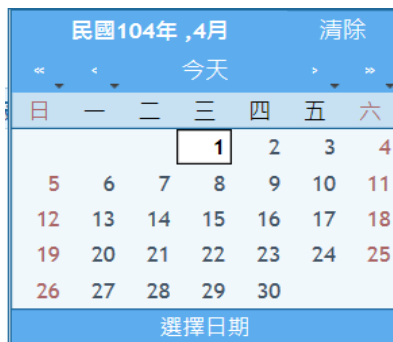 民國104年 ,4月 清除
« ‹ 今天 › »
日 一 二 三 四 五 六
1 2 3 4
5 6 7 8 9 10 11
12 13 14 15 16 17 18
19 20 21 22 23 24 25
26 27 28 29 30
選擇日期